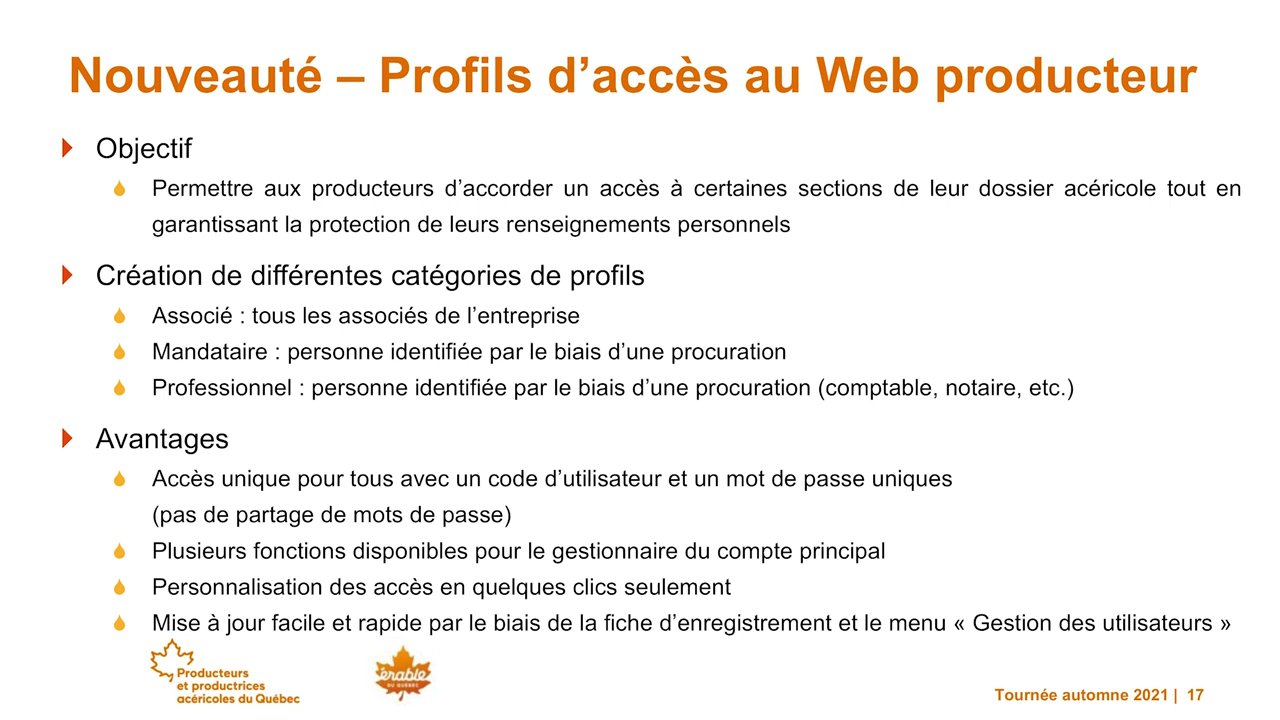 Nouveauté – Profils d’accès au Web producteur
Objectif
Permettre aux producteurs d’accorder un accès à certaines sections de leur dossier acéricole tout en
garantissant la protection de leurs renseignements personnels
Création de différentes catégories de profils
Associé : tous les associés de l’entreprise
Mandataire : personne identifiée par le biais d’une procuration
Professionnel : personne identifiée par le biais d’une procuration (comptable, notaire, etc.)
Avantages
Accès unique pour tous avec un code d’utilisateur et un mot de passe uniques
(pas de partage de mots de passe)
Plusieurs fonctions disponibles pour le gestionnaire du compte principal
Personnalisation des accès en quelques clics seulement
Mise à jour facile et rapide par le biais de la fiche d’enregistrement et le menu « Gestion des utilisateurs »
Producteurs
et productrices
acéricoles du Québec
érable
DU QUÉBEC
Tournée automne 2021 | 17